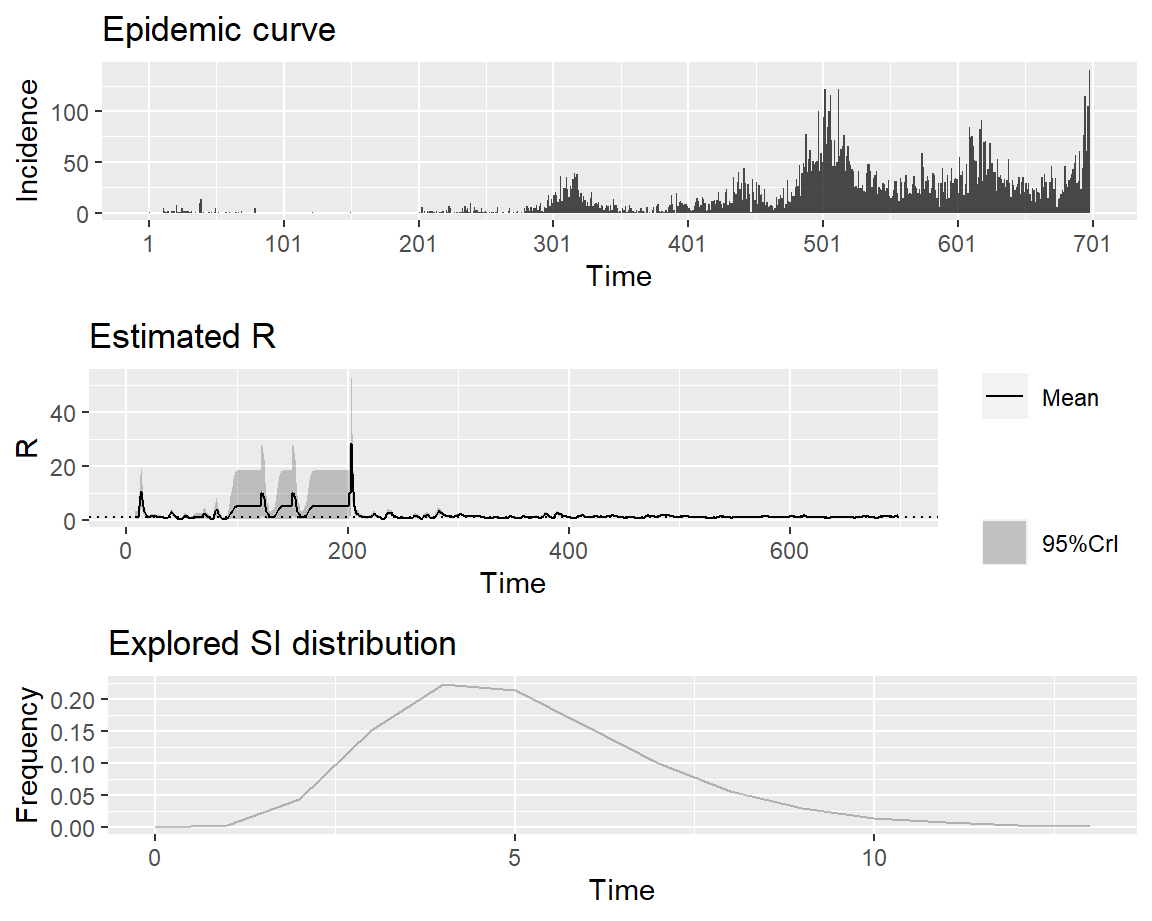 Epidemic curve
Incidence
100
50
0
1 101 201 301 401 501 601 701
Time
Estimated R
R
40
20
0
0 200 400 600
Time
Mean
95%CrI
Explored SI distribution
Frequency
0.20
0.15
0.10
0.05
0.00
0 5 10
Time